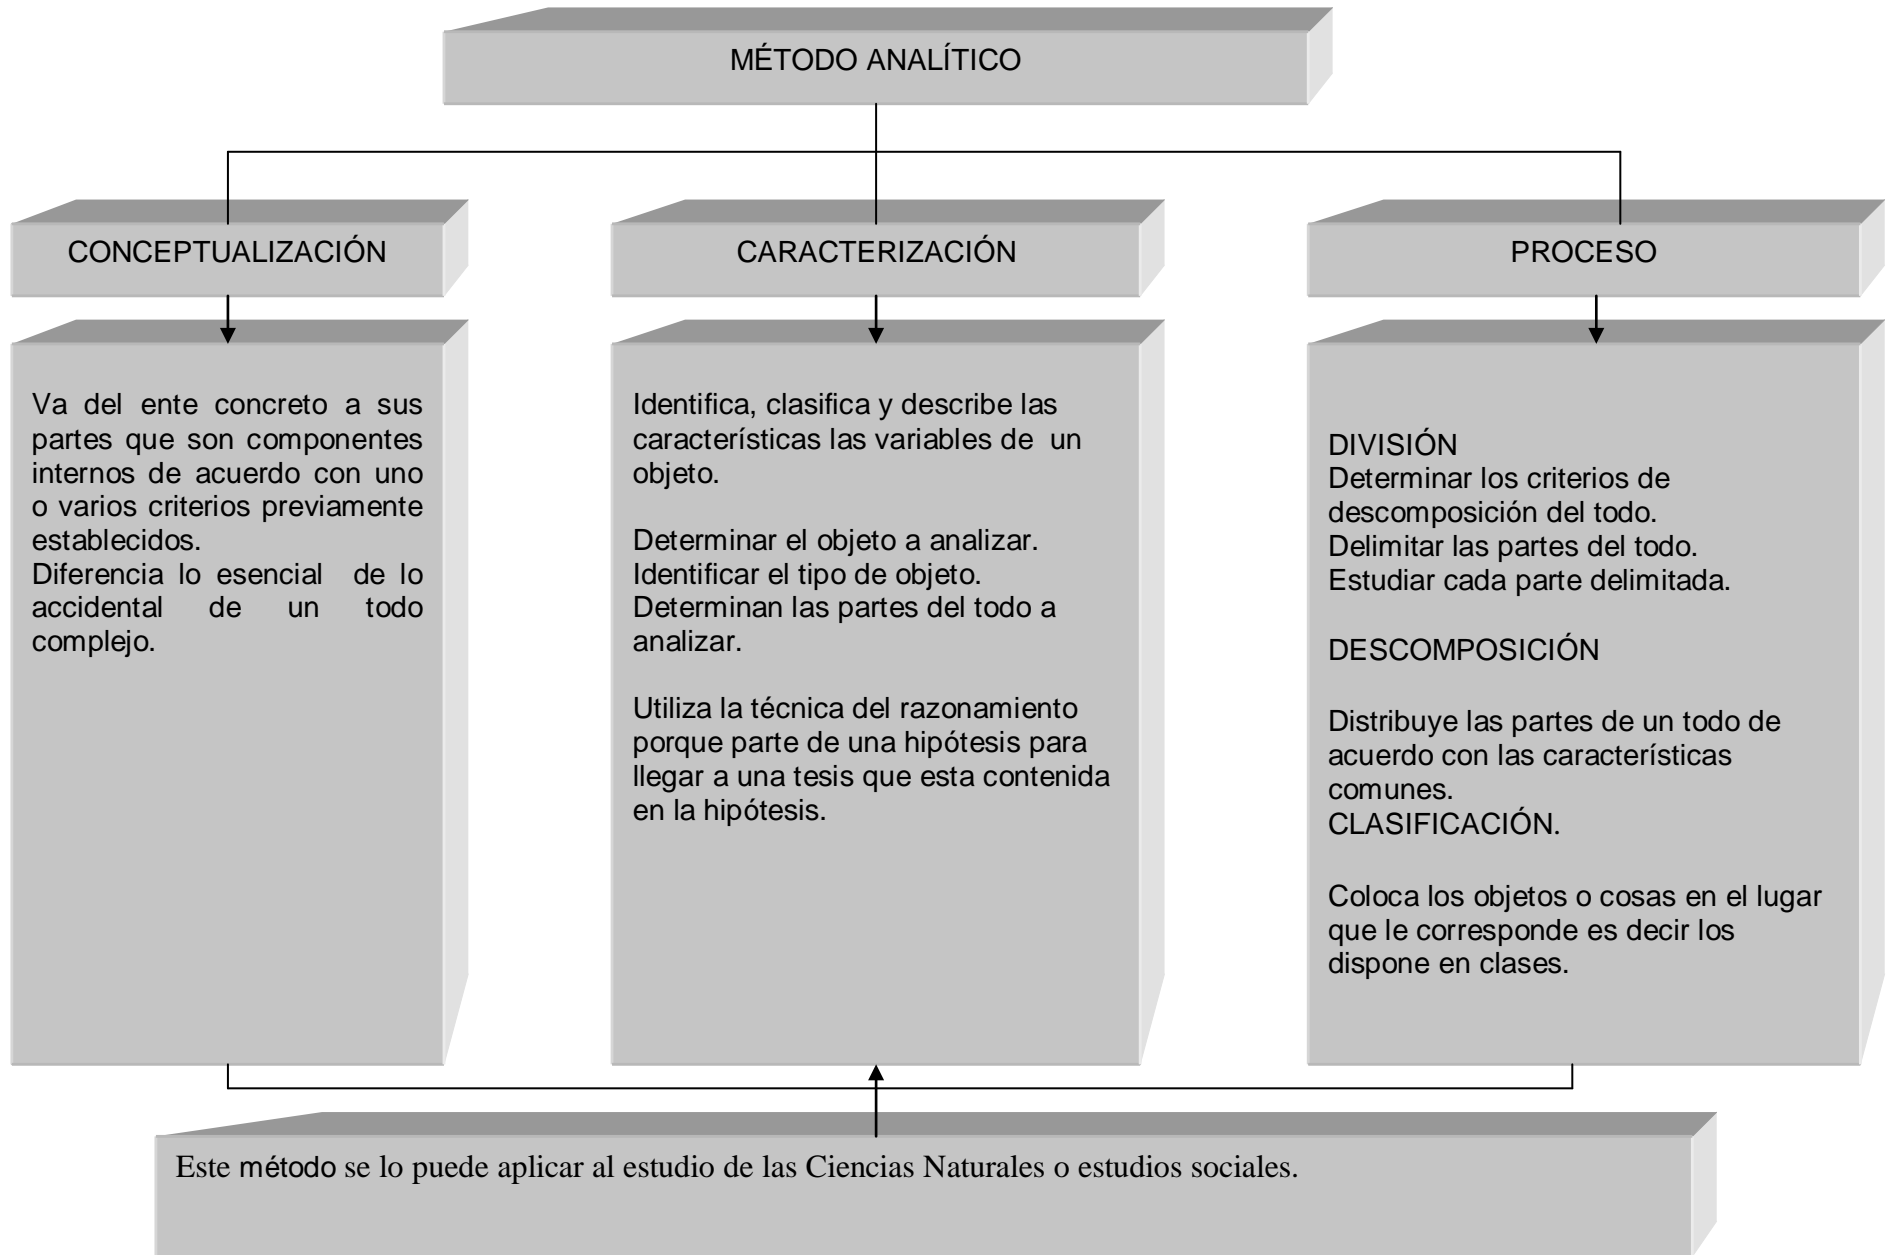 MÉTODO ANALÍTICO
CONCEPTUALIZACIÓN
Va del ente concreto a sus
partes que son componentes
internos de acuerdo con uno
o varios criterios previamente
establecidos.
Diferencia lo esencial de lo
accidental de un todo
complejo.
CARACTERIZACIÓN
Identifica, clasifica y describe las
características las variables de un
objeto.
Determinar el objeto a analizar.
Identificar el tipo de objeto.
Determinan las partes del todo a
analizar.
Utiliza la técnica del razonamiento
porque parte de una hipótesis para
llegar a una tesis que esta contenida
en la hipótesis.
PROCESO
DIVISIÓN
Determinar los criterios de
descomposición del todo.
Delimitar las partes del todo.
Estudiar cada parte delimitada.
DESCOMPOSICIÓN
Distribuye las partes de un todo de
acuerdo con las características
comunes.
CLASIFICACIÓN.
Coloca los objetos o cosas en el lugar
que le corresponde es decir los
dispone en clases.
Este método se lo puede aplicar al estudio de las Ciencias Naturales o estudios sociales.